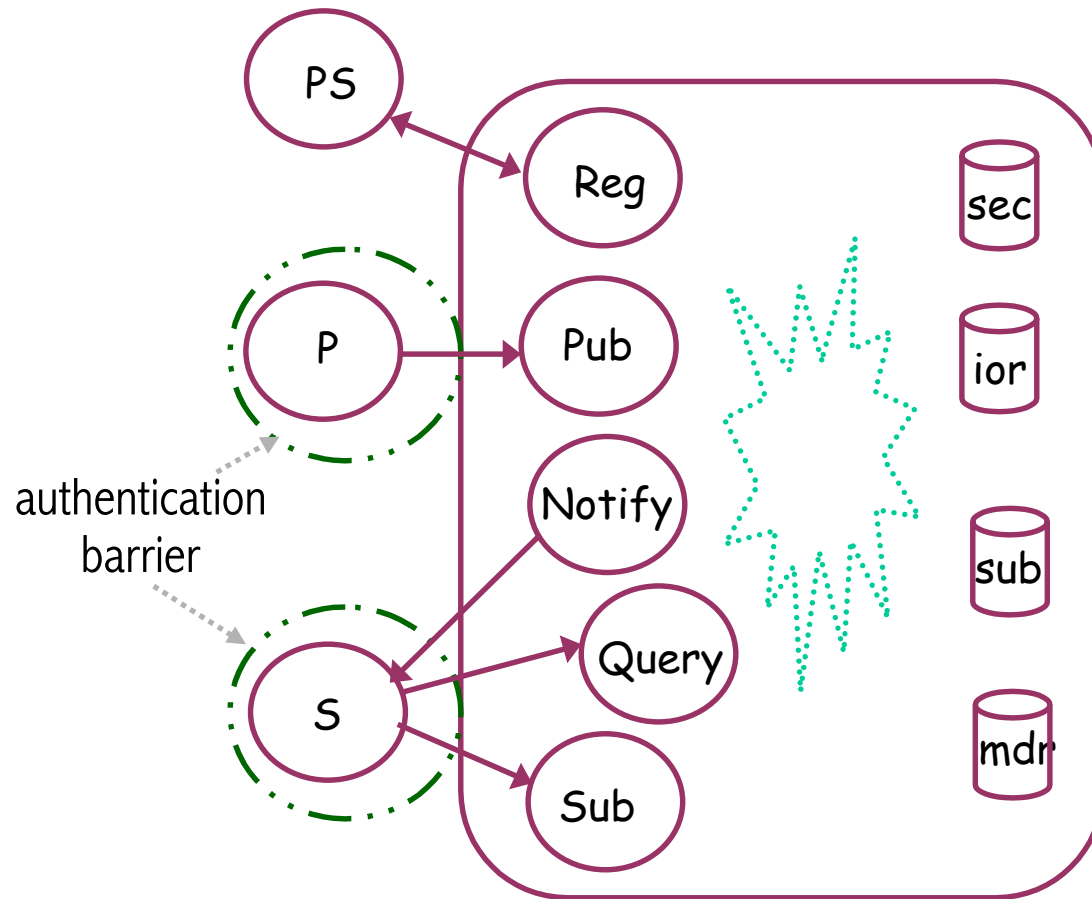 PS
Reg
sec
P
Pub
ior
authentication
barrier
Notify
sub
S
Query
mdr
Sub